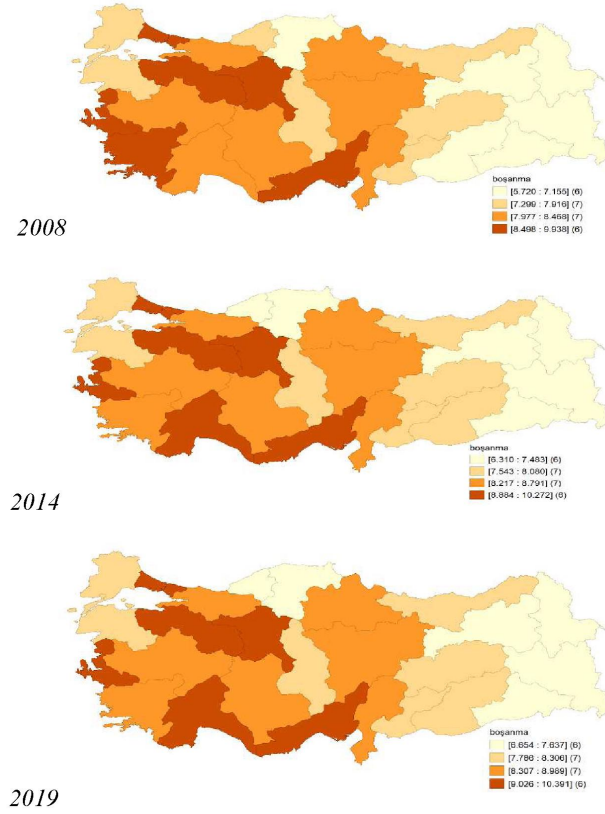 boşanma
[5.720 : 7.155] (6)
[7.299 : 7.916] (7)
[7.977 : 8.468] (7)
[8.498 : 9.938] (6)
2008
boşanma
[6.310 : 7.483] (6)
[7.543 : 8.080] (7)
[8.217 : 8.791] (7)
[8.884 : 10.272] (6)
2014
boşanma
[6.654 : 7.637] (6)
[7.786 : 8.306] (7)
[8.307 : 8.989] (7)
[9.026 : 10.391] (6)
2019